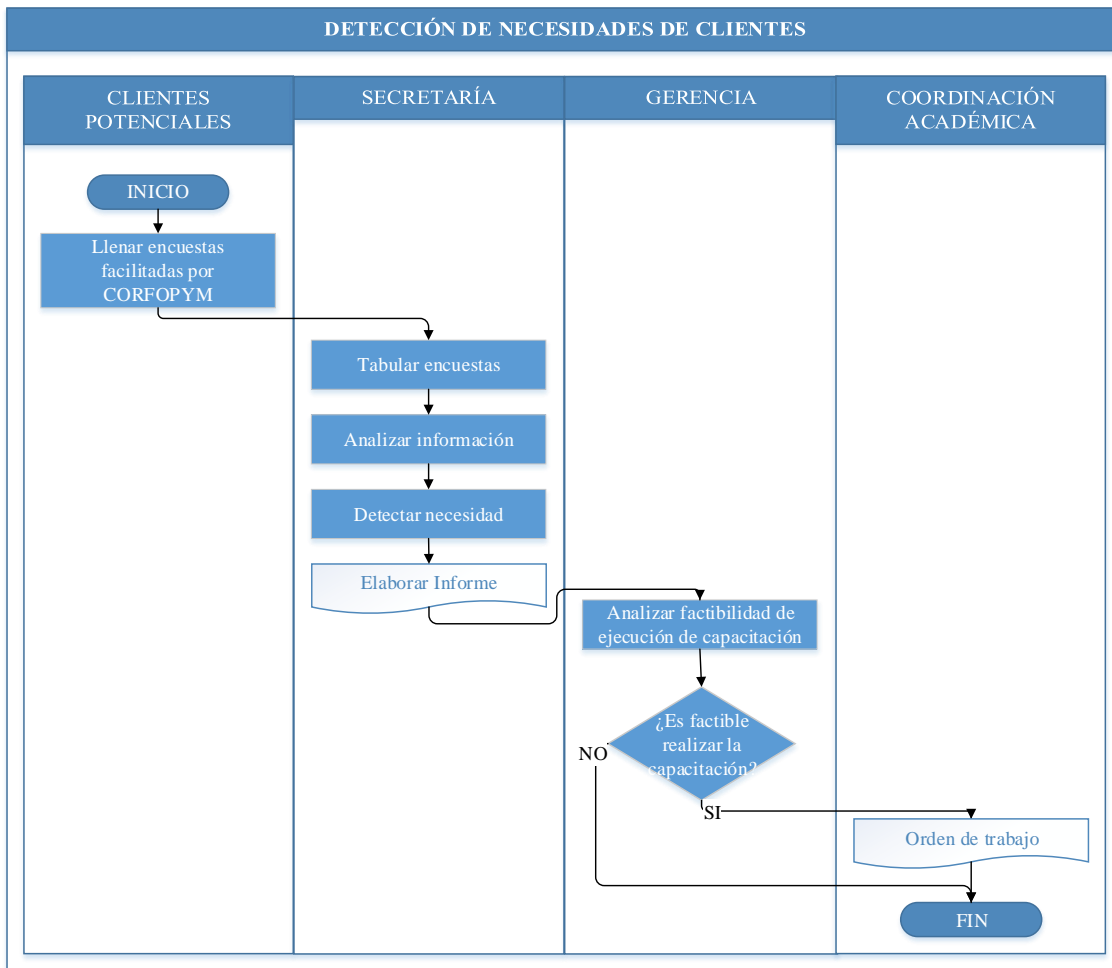 DETECCIÓN DE NECESIDADES DE CLIENTES
CLIENTES
POTENCIALES
SECRETARÍA
GERENCIA
COORDINACIÓN
ACADÉMICA
INICIO
Llenar encuestas
facilitadas por
CORFOPYM
Tabular encuestas
Analizar información
Detectar necesidad
Elaborar Informe
Analizar factibilidad de
ejecución de capacitación
¿Es factible
realizar la
capacitación?
NO
SI
Orden de trabajo
FIN